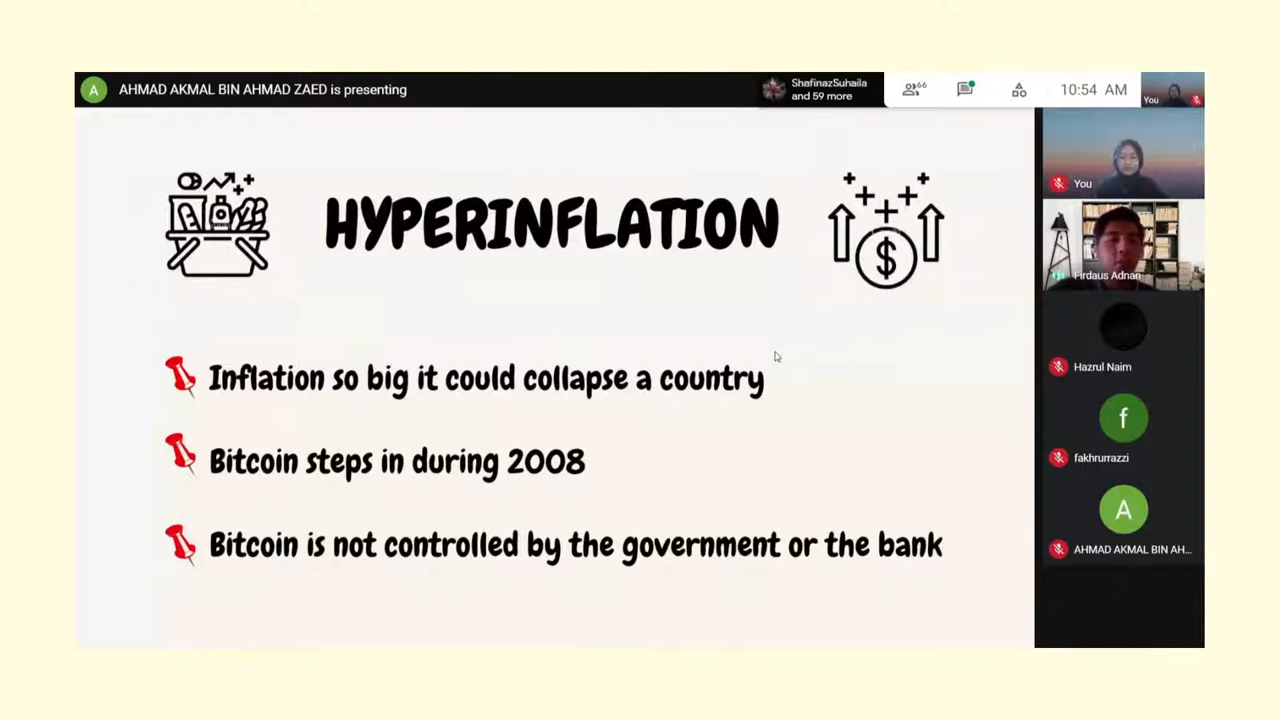 A
AHMAD AKMAL BIN AHMAD ZAED is presenting
ShafinazSuhaila
and 59 more
66
10:54 AM
You
HYPERINFLATION
$
Inflation so big it could collapse a country
Bitcoin steps in during 2008
Bitcoin is not controlled by the government or the bank
You
Firdaus Adnan
Hazrul Naim
f
fakhrurrazzi
A
AHMAD AKMAL BIN AH...